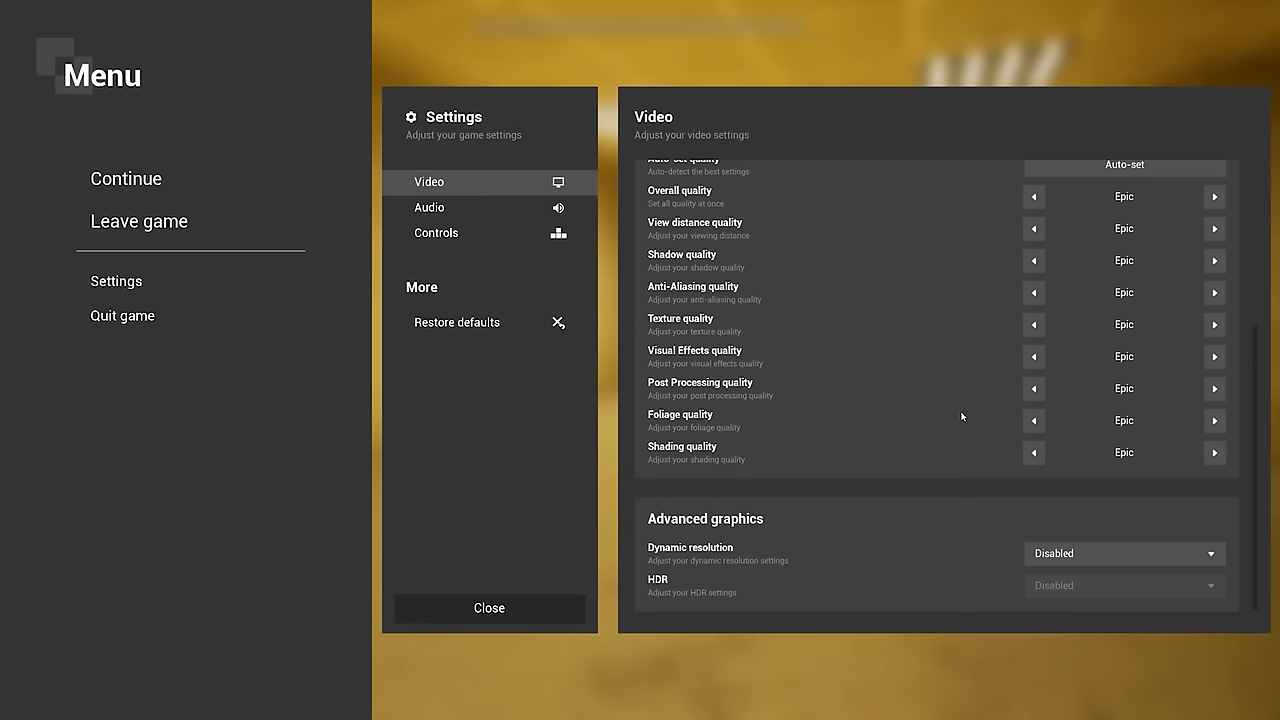 Menu
Continue
Leave game
Settings
Quit game
Settings
Adjust your game settings
Video
Audio
Controls
More
Restore defaults
Close
Video
Adjust your video settings
Auto-set quality
Auto-detect the best settings
Auto-set
Overall quality
Set all quality at once
Epic
View distance quality
Adjust your viewing distance
Epic
Shadow quality
Adjust your shadow quality
Epic
Anti-Aliasing quality
Adjust your anti-aliasing quality
Epic
Texture quality
Adjust your texture quality
Epic
Visual Effects quality
Adjust your visual effects quality
Epic
Post Processing quality
Adjust your post processing quality
Epic
Foliage quality
Adjust your foliage quality
Epic
Shading quality
Adjust your shading quality
Epic
Advanced graphics
Dynamic resolution
Adjust your dynamic resolution settings
Disabled
HDR
Adjust your HDR settings
Disabled